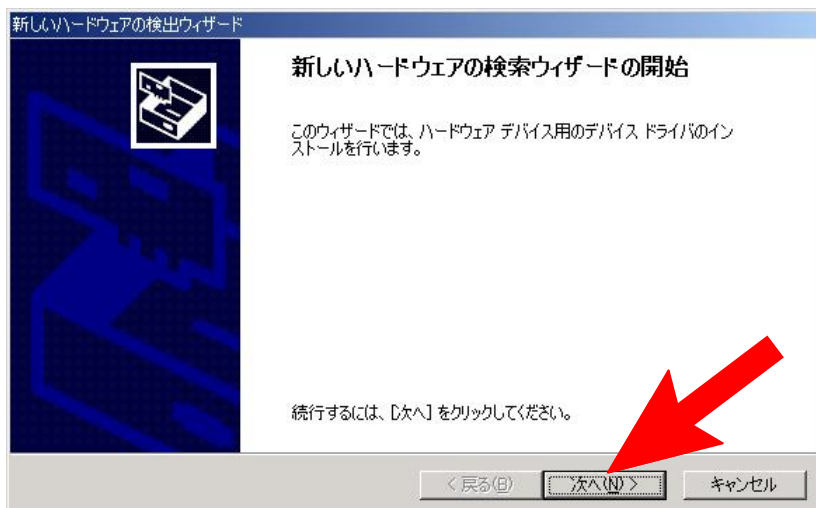 新しいハードウェアの検出ウィザード
新しいハードウェアの検索ウィザードの開始
このウィザードでは、ハードウェア デバイス用のデバイス ドライバのイン
ストールを行います。
続行するには、[次へ] をクリックしてください。
< 戻る(B)
次へ(N) >
キャンセル